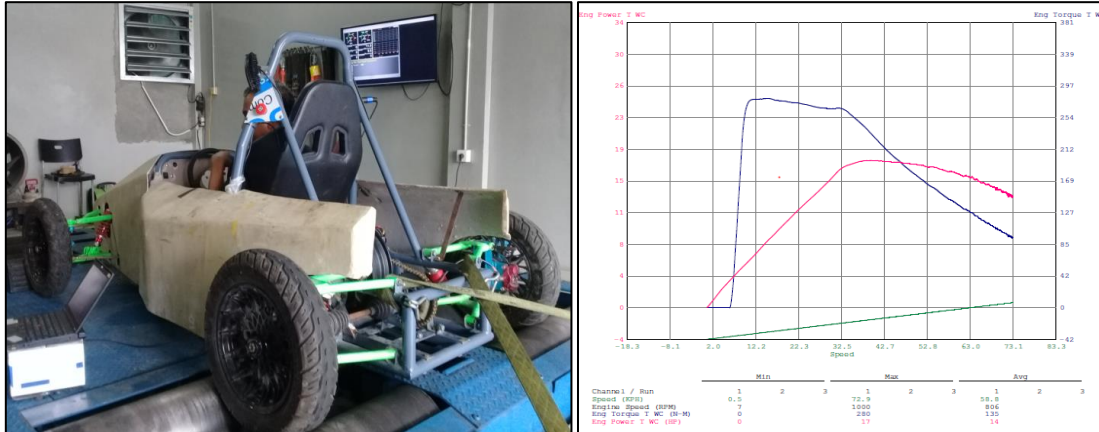 Con
Eng Power T WC
Eng Torque T W
34
381
30
339
26
297
23
254
19
212
15
169
11
127
8
85
4
42
0
0
-4
-42
-18.3 -8.1 2.0 12.2 22.3 32.5 42.7 52.8 63.0 73.1 83.3
Speed
Min Max Avg
Channel / Run 1 2 3 1 2 3 1 2 3
Speed (KPH) 0.5 72.9 58.8
Engine Speed (RPM) 7 1000 806
Eng Torque T WC (N-M) 0 280 135
Eng Power T WC (HP) 0 17 14